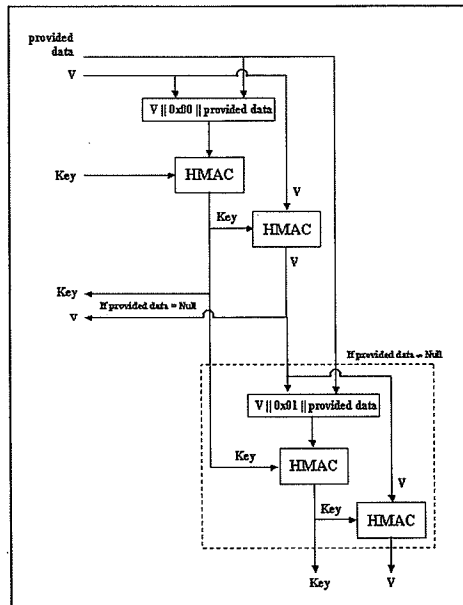 provided
data
V
V || 0x00 || provided data
Key
HMAC
V
Key
HMAC
V
Key
If provided data = Null
V
If provided data ≠ Null
V || 0x01 || provided data
Key
HMAC
V
Key
HMAC
Key
V